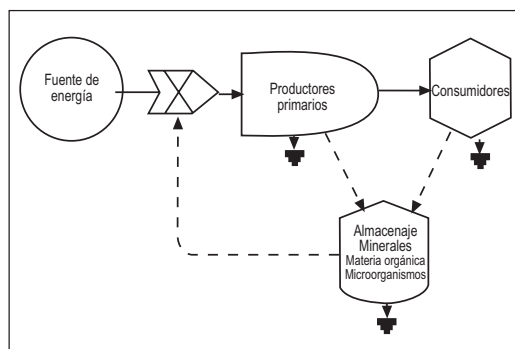 Fuente de
energía
Productores
primarios
Consumidores
Almacenaje
Minerales
Materia orgánica
Microorganismos